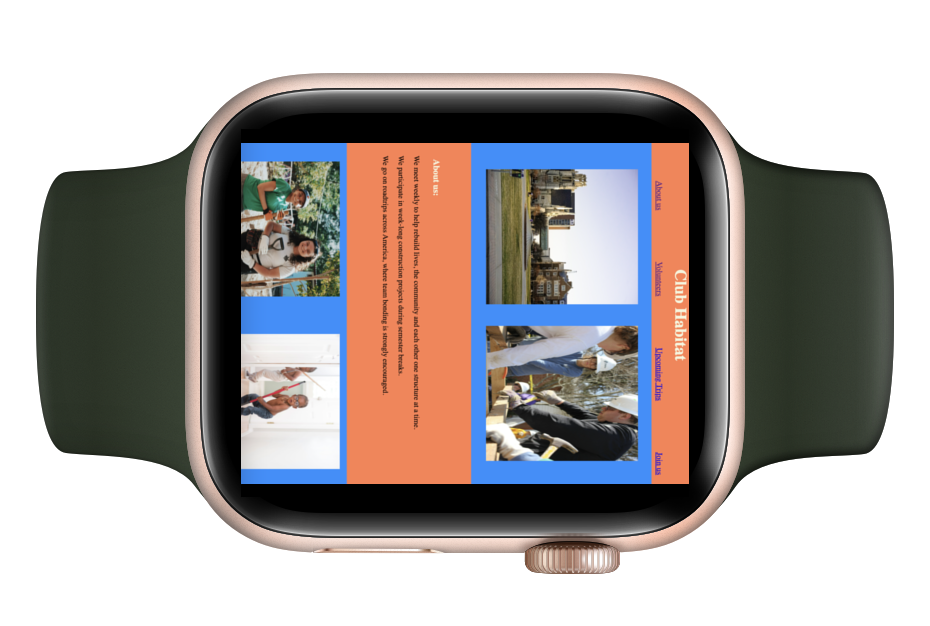 Club Habitat
About us Volunteers Upcoming Trips Join us
About us:
We meet weekly to help rebuild lives, the community and each other one structure at a time.
We participate in week-long construction projects during semester breaks.
We go on roadtrips across America, where team bonding is strongly encouraged.